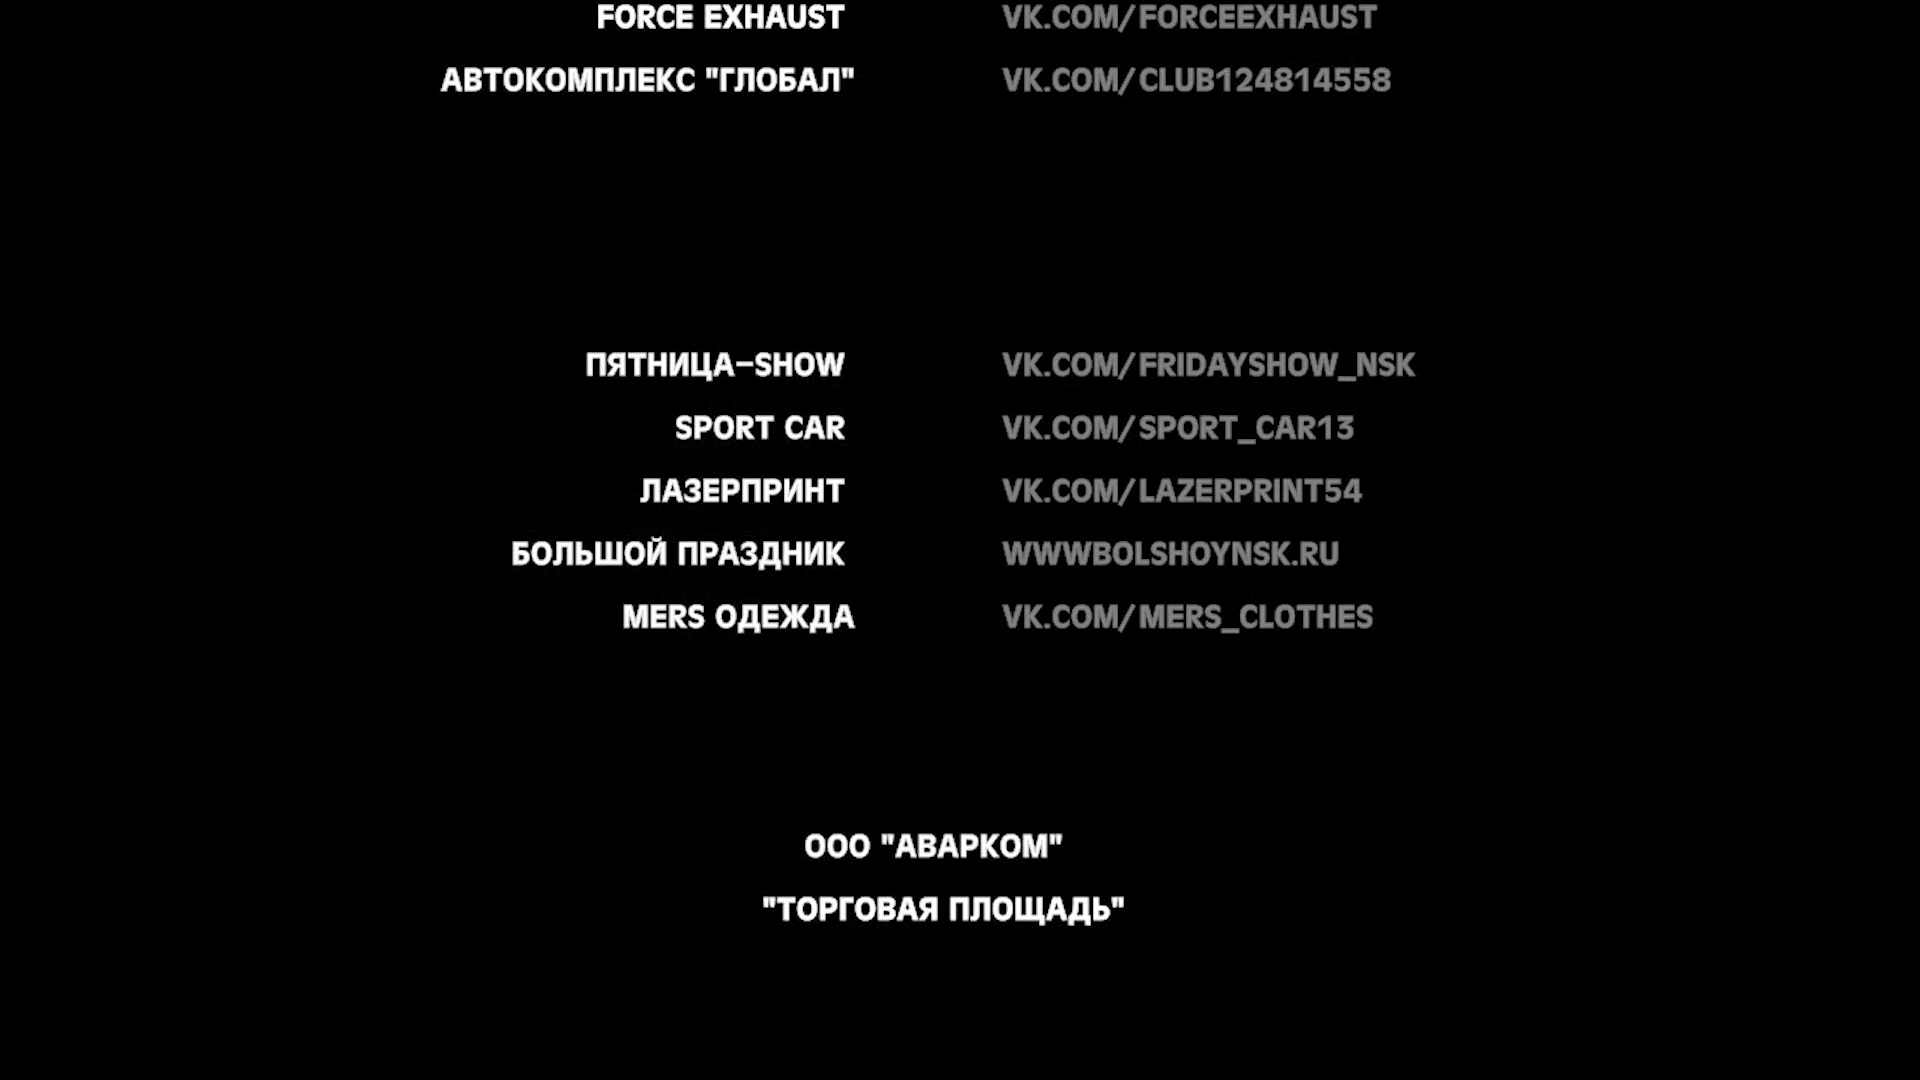 FORCE EXHAUST VK.COM/FORCEEXHAUST
АВТОКОМПЛЕКС "ГЛОБАЛ" VK.COM/CLUB124814558
ПЯТНИЦА-SHOW VK.COM/FRIDAYSHOW_NSK
SPORT CAR VK.COM/SPORT_CAR13
ЛАЗЕРПРИНТ VK.COM/LAZERPRINT54
БОЛЬШОЙ ПРАЗДНИК WWWBOLSHOYNSK.RU
MERS ОДЕЖДА VK.COM/MERS_CLOTHES
ООО "АВАРКОМ"
"ТОРГОВАЯ ПЛОЩАДЬ"